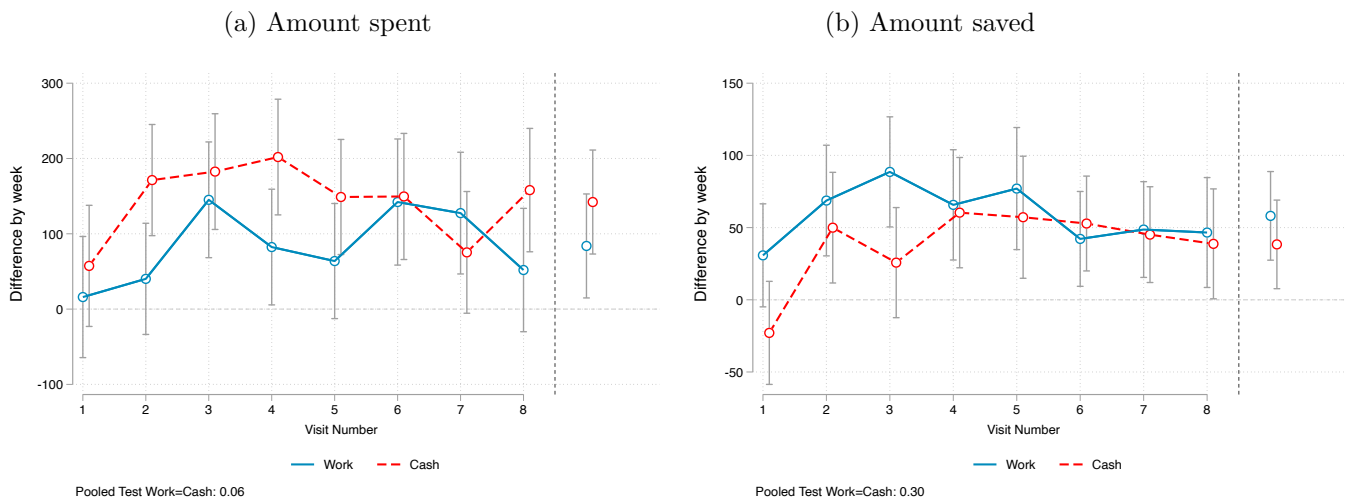 (a) Amount spent
300
200
100
0
-100
Difference by week
1 2 3 4 5 6 7 8
Visit Number
Work Cash
Pooled Test Work=Cash: 0.06
(b) Amount saved
150
100
50
0
-50
Difference by week
1 2 3 4 5 6 7 8
Visit Number
Work Cash
Pooled Test Work=Cash: 0.30